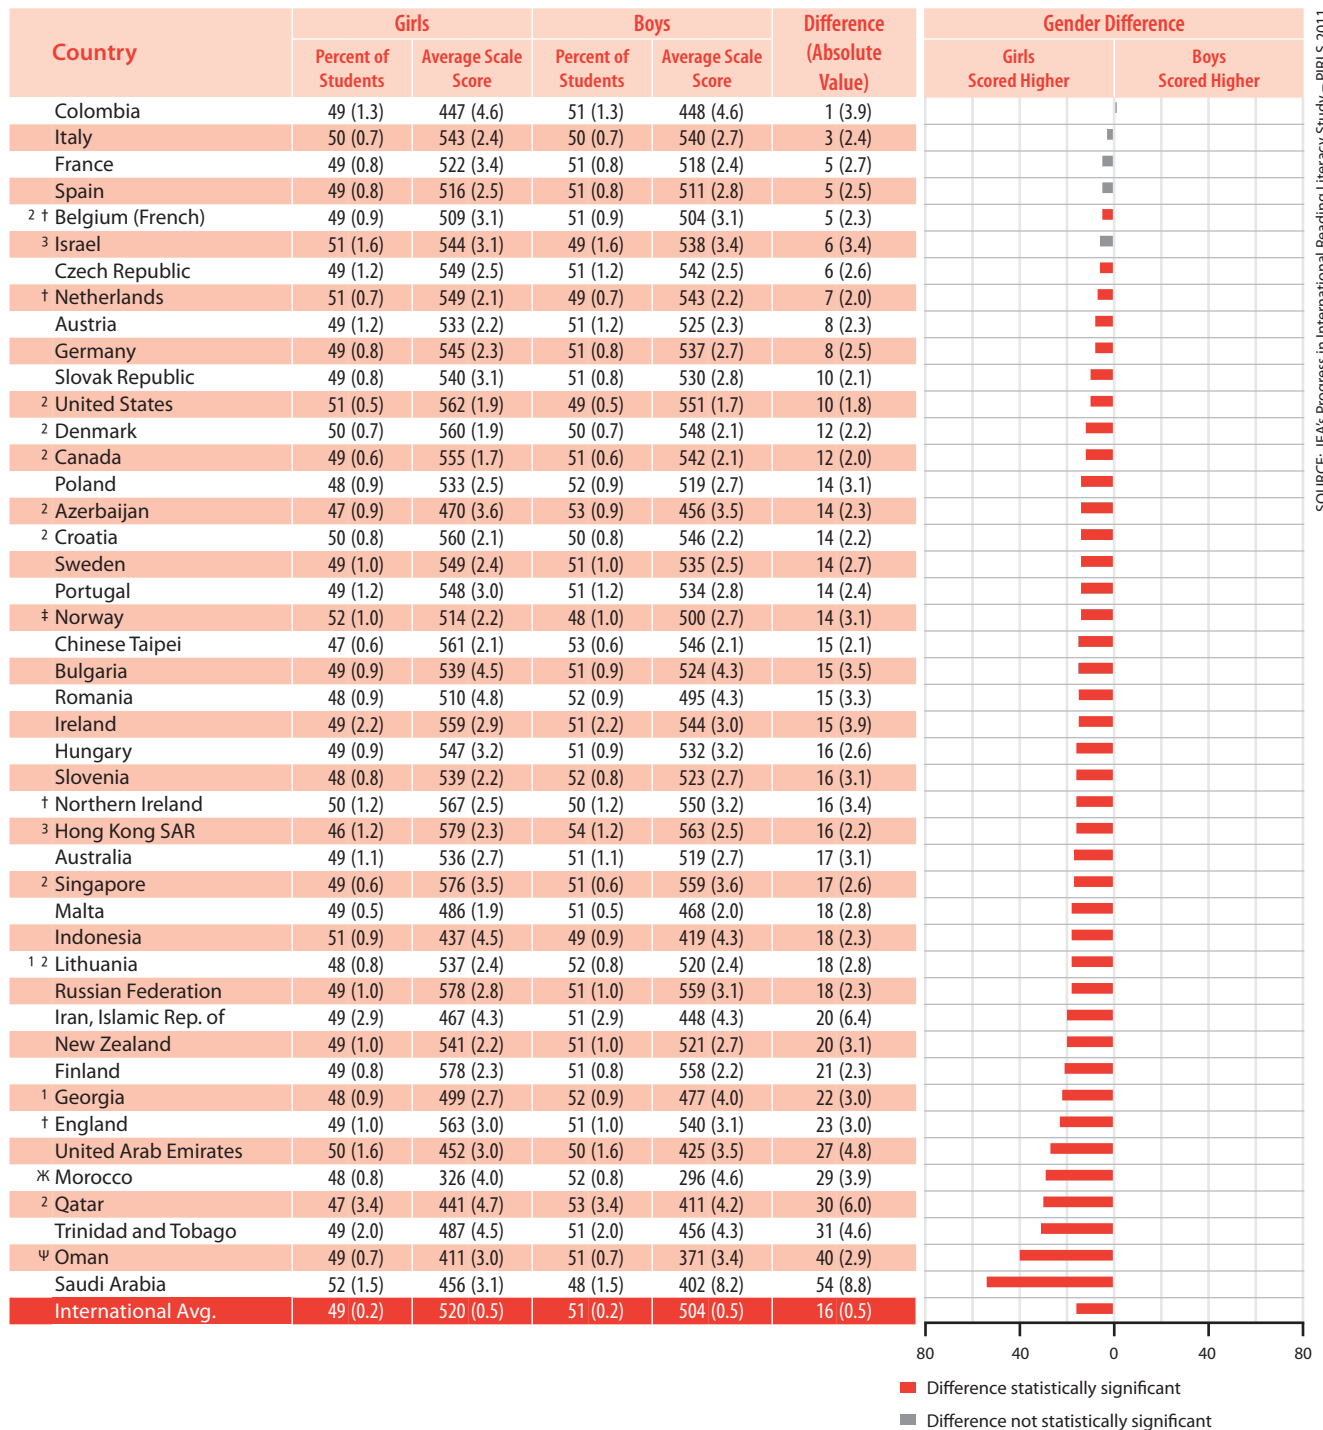 Country Girls Boys Difference (Absolute Value) Gender Difference
Percent of Students Average Scale Score Percent of Students Average Scale Score Girls Scored Higher Boys Scored Higher
Colombia 49 (1.3) 447 (4.6) 51 (1.3) 448 (4.6) 1 (3.9)
Italy 50 (0.7) 543 (2.4) 50 (0.7) 540 (2.7) 3 (2.4)
France 49 (0.8) 522 (3.4) 51 (0.8) 518 (2.4) 5 (2.7)
Spain 49 (0.8) 516 (2.5) 51 (0.8) 511 (2.8) 5 (2.5)
2 † Belgium (French) 49 (0.9) 509 (3.1) 51 (0.9) 504 (3.1) 5 (2.3)
3 Israel 51 (1.6) 544 (3.1) 49 (1.6) 538 (3.4) 6 (3.4)
Czech Republic 49 (1.2) 549 (2.5) 51 (1.2) 542 (2.5) 6 (2.6)
† Netherlands 51 (0.7) 549 (2.1) 49 (0.7) 543 (2.2) 7 (2.0)
Austria 49 (1.2) 533 (2.2) 51 (1.2) 525 (2.3) 8 (2.3)
Germany 49 (0.8) 545 (2.3) 51 (0.8) 537 (2.7) 8 (2.5)
Slovak Republic 49 (0.8) 540 (3.1) 51 (0.8) 530 (2.8) 10 (2.1)
2 United States 51 (0.5) 562 (1.9) 49 (0.5) 551 (1.7) 10 (1.8)
2 Denmark 50 (0.7) 560 (1.9) 50 (0.7) 548 (2.1) 12 (2.2)
2 Canada 49 (0.6) 555 (1.7) 51 (0.6) 542 (2.1) 12 (2.0)
Poland 48 (0.9) 533 (2.5) 52 (0.9) 519 (2.7) 14 (3.1)
2 Azerbaijan 47 (0.9) 470 (3.6) 53 (0.9) 456 (3.5) 14 (2.3)
2 Croatia 50 (0.8) 560 (2.1) 50 (0.8) 546 (2.2) 14 (2.2)
Sweden 49 (1.0) 549 (2.4) 51 (1.0) 535 (2.5) 14 (2.7)
Portugal 49 (1.2) 548 (3.0) 51 (1.2) 534 (2.8) 14 (2.4)
‡ Norway 52 (1.0) 514 (2.2) 48 (1.0) 500 (2.7) 14 (3.1)
Chinese Taipei 47 (0.6) 561 (2.1) 53 (0.6) 546 (2.1) 15 (2.1)
Bulgaria 49 (0.9) 539 (4.5) 51 (0.9) 524 (4.3) 15 (3.5)
Romania 48 (0.9) 510 (4.8) 52 (0.9) 495 (4.3) 15 (3.3)
Ireland 49 (2.2) 559 (2.9) 51 (2.2) 544 (3.0) 15 (3.9)
Hungary 49 (0.9) 547 (3.2) 51 (0.9) 532 (3.2) 16 (2.6)
Slovenia 48 (0.8) 539 (2.2) 52 (0.8) 523 (2.7) 16 (3.1)
† Northern Ireland 50 (1.2) 567 (2.5) 50 (1.2) 550 (3.2) 16 (3.4)
3 Hong Kong SAR 46 (1.2) 579 (2.3) 54 (1.2) 563 (2.5) 16 (2.2)
Australia 49 (1.1) 536 (2.7) 51 (1.1) 519 (2.7) 17 (3.1)
2 Singapore 49 (0.6) 576 (3.5) 51 (0.6) 559 (3.6) 17 (2.6)
Malta 49 (0.5) 486 (1.9) 51 (0.5) 468 (2.0) 18 (2.8)
Indonesia 51 (0.9) 437 (4.5) 49 (0.9) 419 (4.3) 18 (2.3)
1 2 Lithuania 48 (0.8) 537 (2.4) 52 (0.8) 520 (2.4) 18 (2.8)
Russian Federation 49 (1.0) 578 (2.8) 51 (1.0) 559 (3.1) 18 (2.3)
Iran, Islamic Rep. of 49 (2.9) 467 (4.3) 51 (2.9) 448 (4.3) 20 (6.4)
New Zealand 49 (1.0) 541 (2.2) 51 (1.0) 521 (2.7) 20 (3.1)
Finland 49 (0.8) 578 (2.3) 51 (0.8) 558 (2.2) 21 (2.3)
1 Georgia 48 (0.9) 499 (2.7) 52 (0.9) 477 (4.0) 22 (3.0)
† England 49 (1.0) 563 (3.0) 51 (1.0) 540 (3.1) 23 (3.0)
United Arab Emirates 50 (1.6) 452 (3.0) 50 (1.6) 425 (3.5) 27 (4.8)
Ж Morocco 48 (0.8) 326 (4.0) 52 (0.8) 296 (4.6) 29 (3.9)
2 Qatar 47 (3.4) 441 (4.7) 53 (3.4) 411 (4.2) 30 (6.0)
Trinidad and Tobago 49 (2.0) 487 (4.5) 51 (2.0) 456 (4.3) 31 (4.6)
Ψ Oman 49 (0.7) 411 (3.0) 51 (0.7) 371 (3.4) 40 (2.9)
Saudi Arabia 52 (1.5) 456 (3.1) 48 (1.5) 402 (8.2) 54 (8.8)
International Avg. 49 (0.2) 520 (0.5) 51 (0.2) 504 (0.5) 16 (0.5)
80 40 0 40 80
Difference statistically significant
Difference not statistically significant
SOURCE: IEA's Progress in International Reading Literacy Study – PIRLS 2011